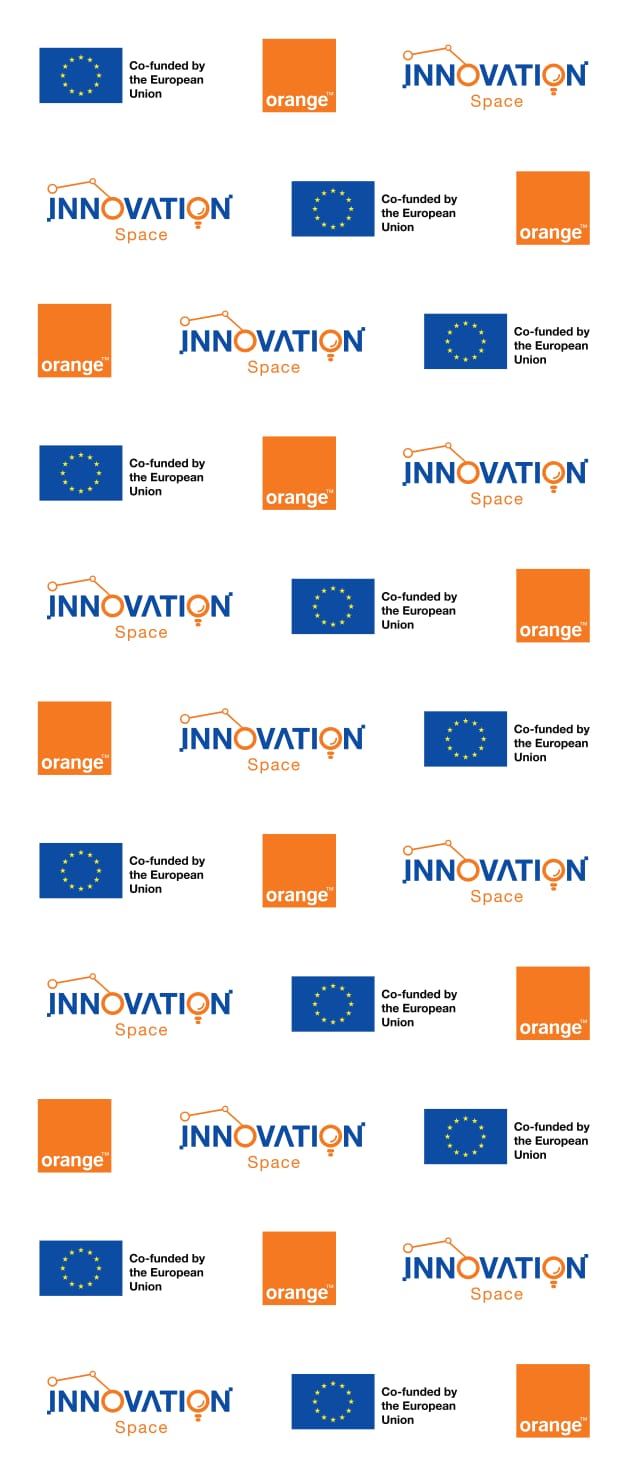 Co-funded by
the European
Union
orange™
INNOVATION
Space
INNOVATION
Space
Co-funded by
the European
Union
orange™
orange™
INNOVATION
Space
Co-funded by
the European
Union
Co-funded by
the European
Union
orange™
INNOVATION
Space
INNOVATION
Space
Co-funded by
the European
Union
orange™
orange™
INNOVATION
Space
Co-funded by
the European
Union
Co-funded by
the European
Union
orange™
INNOVATION
Space
INNOVATION
Space
Co-funded by
the European
Union
orange™
orange™
INNOVATION
Space
Co-funded by
the European
Union
Co-funded by
the European
Union
orange™
INNOVATION
Space
INNOVATION
Space
Co-funded by
the European
Union
orange™